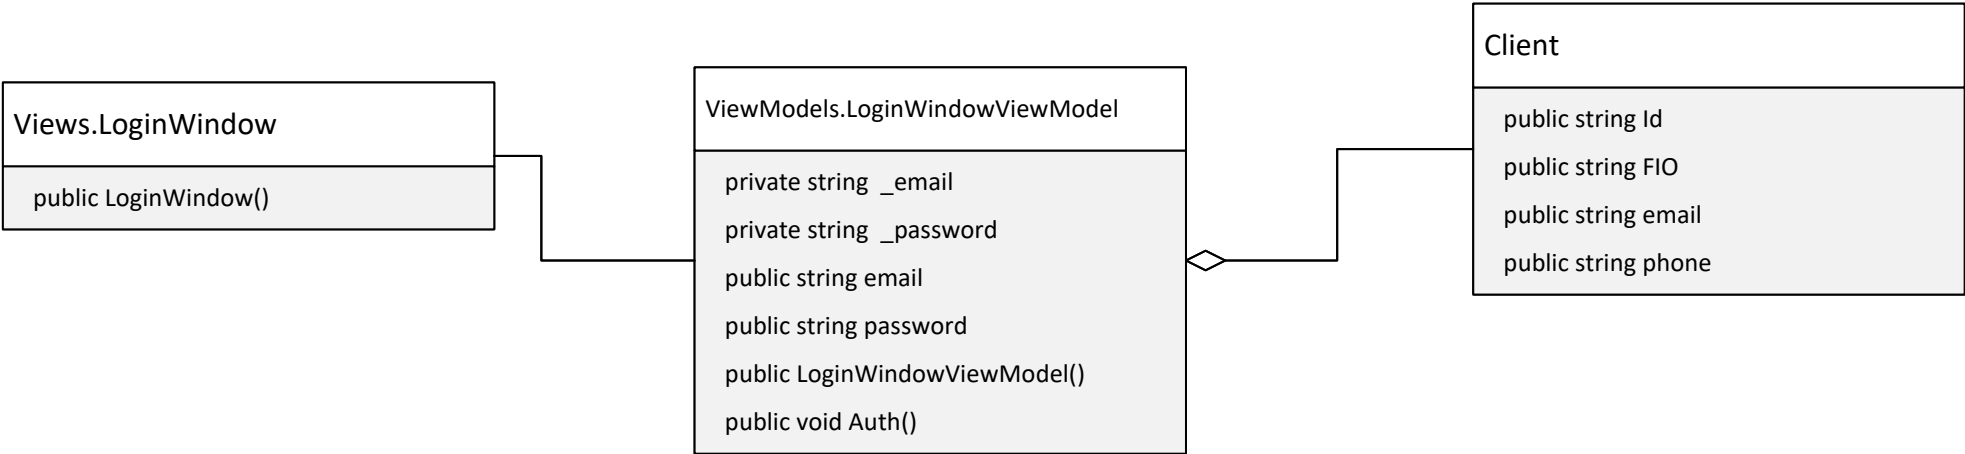 Views.LoginWindow
public LoginWindow()
ViewModels.LoginWindowViewModel
private string _email
private string _password
public string email
public string password
public LoginWindowViewModel()
public void Auth()
Client
public string Id
public string FIO
public string email
public string phone